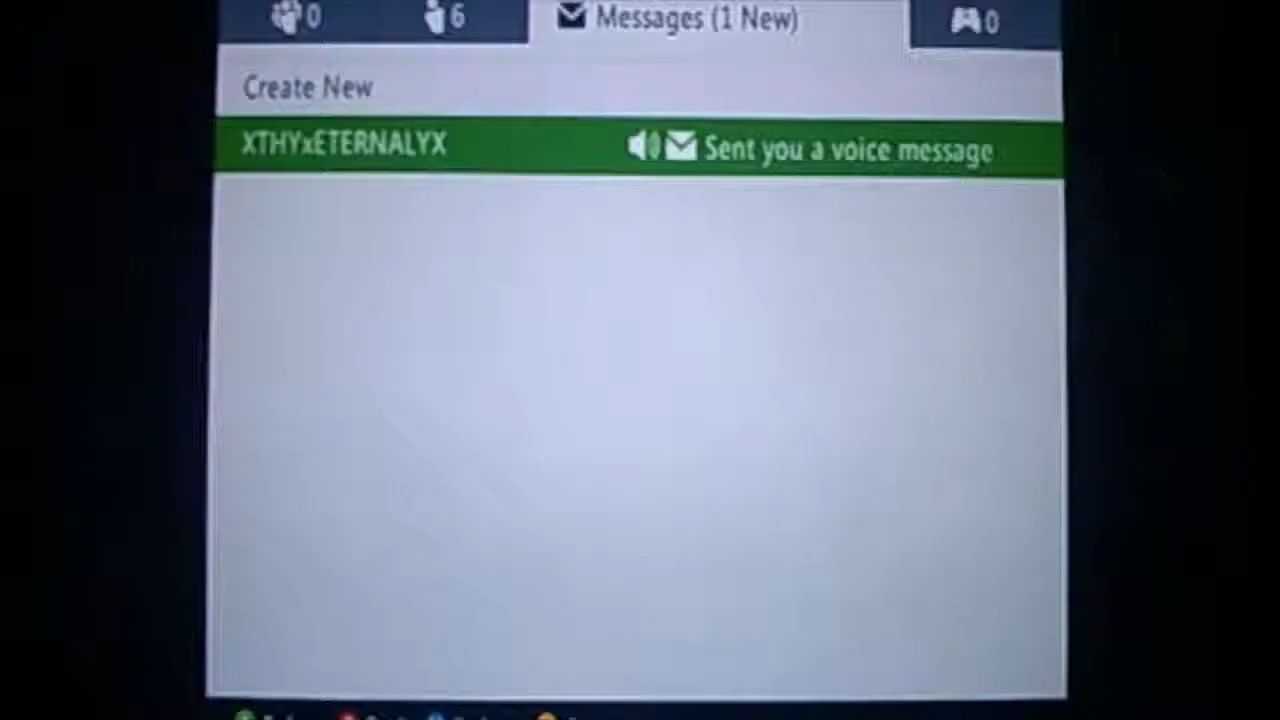 0 6 Messages (1 New) 0
Create New
XTHYxETERNALYX Sent you a voice message